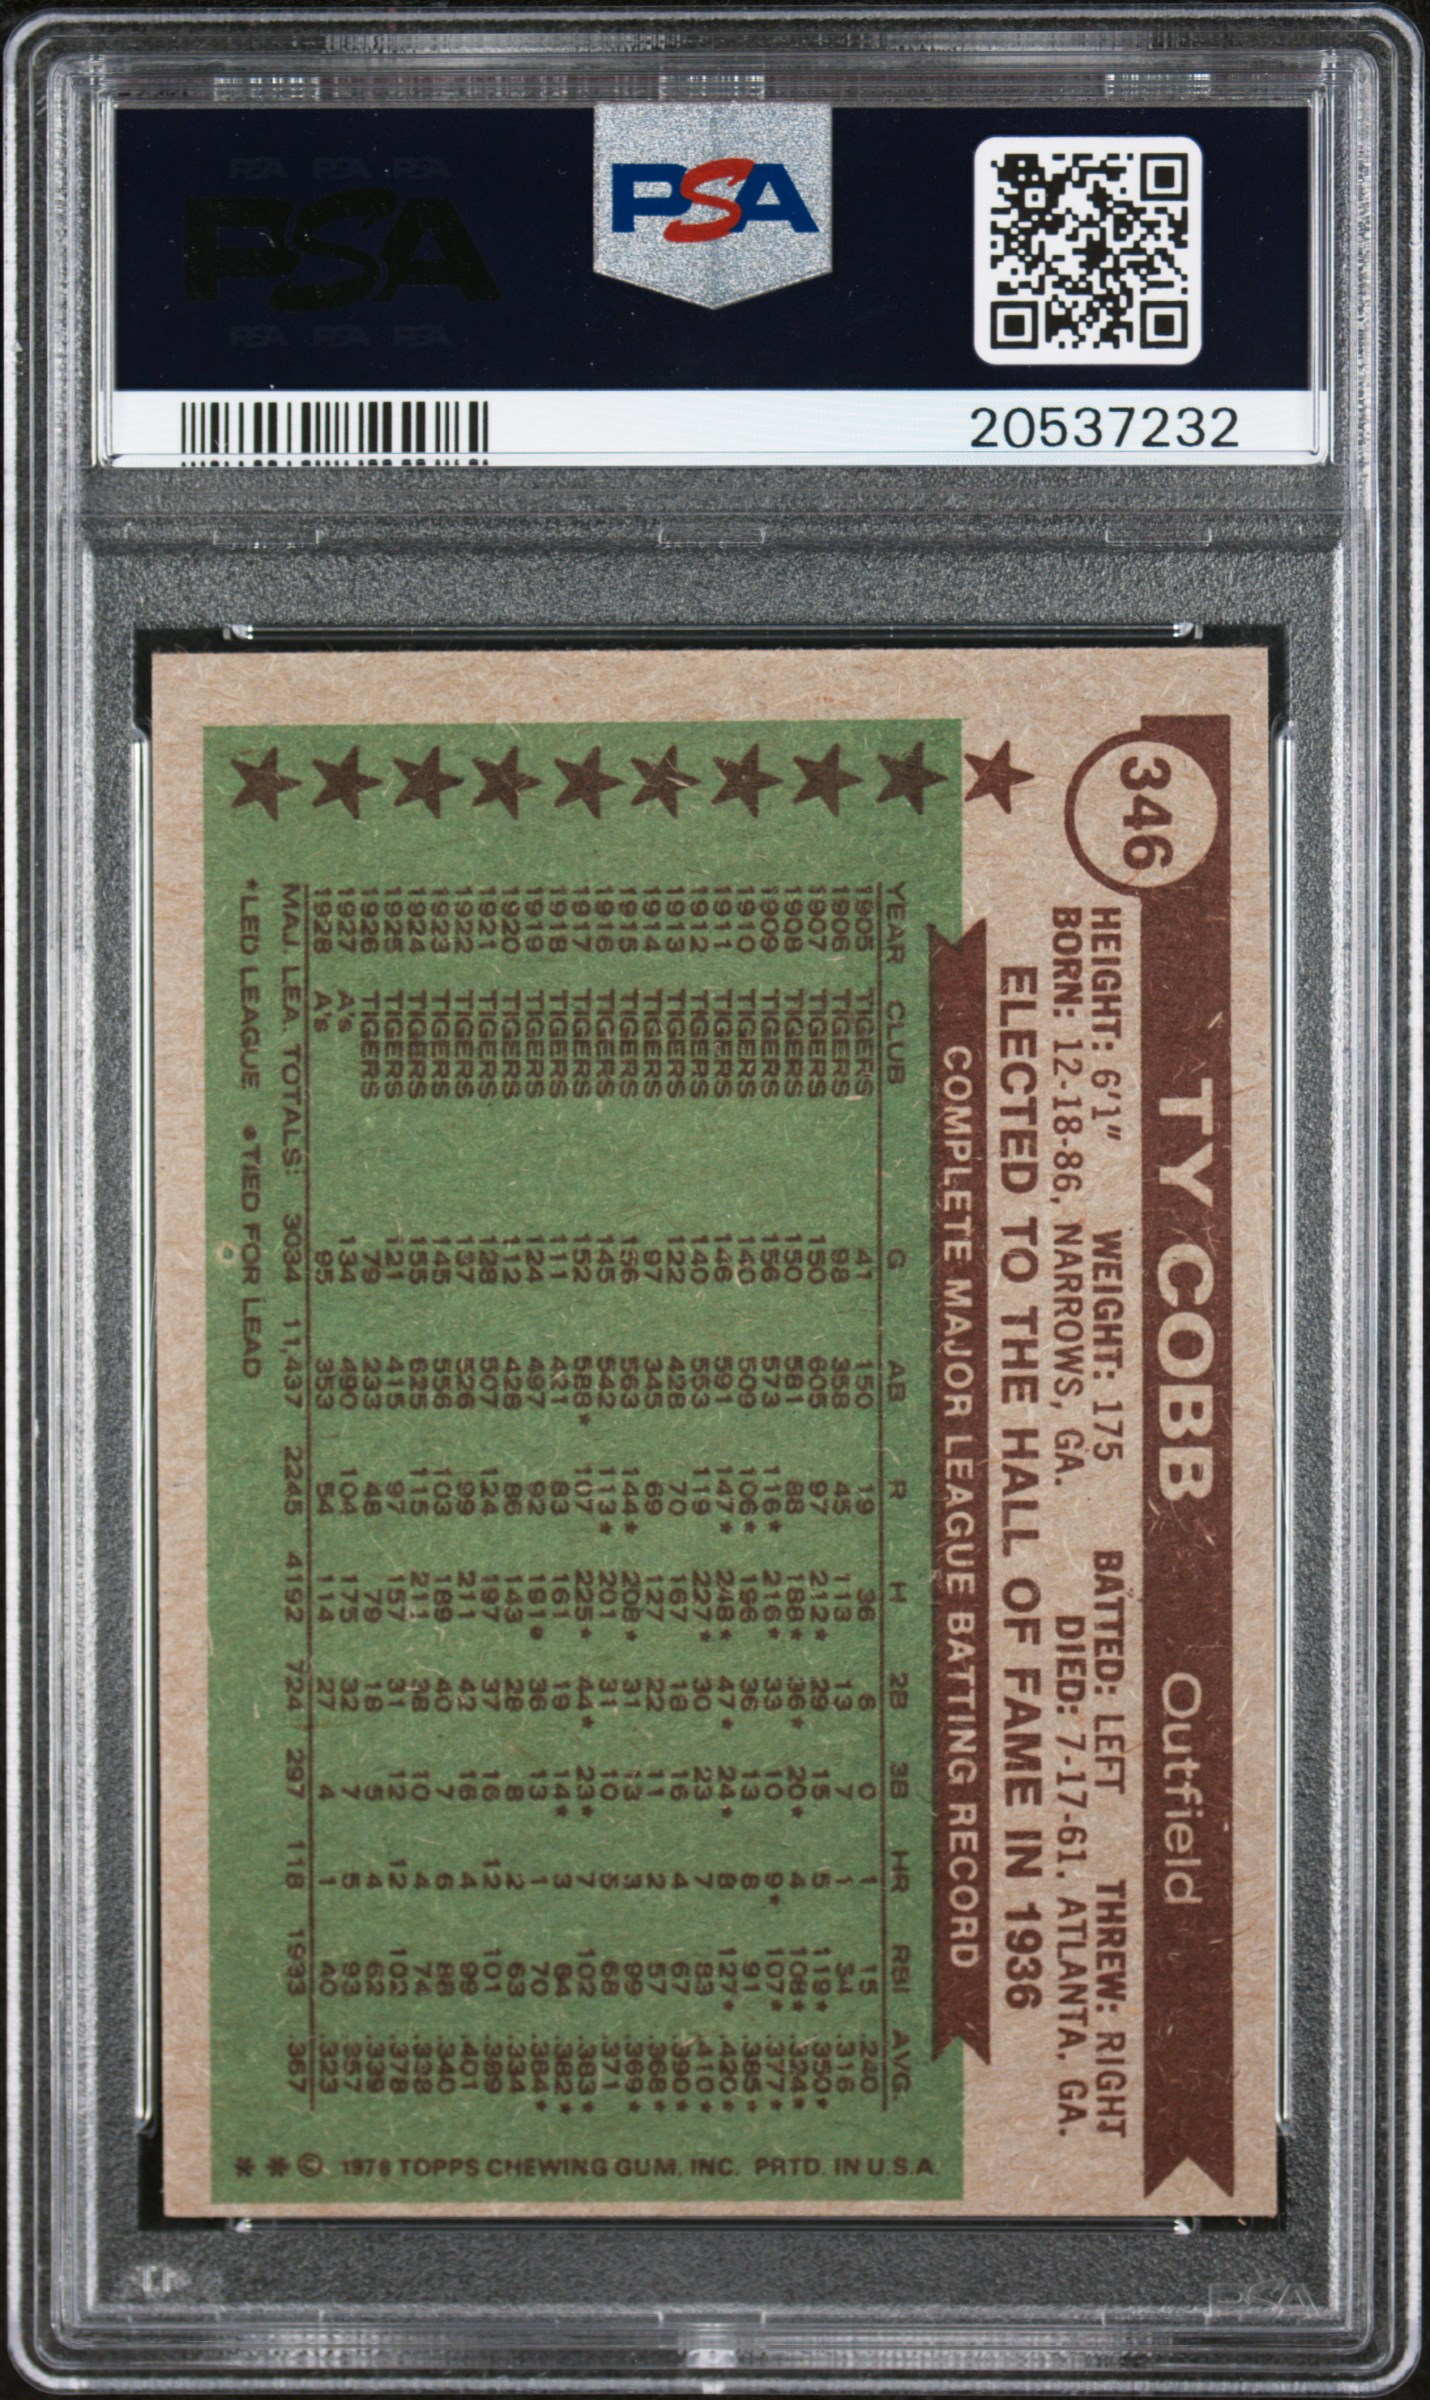 PSA PSA PSA
PSA
PSA PSA PSA
PSA
20537232
346 TY COBB Outfield
HEIGHT: 6'1" WEIGHT: 175 BATTED: LEFT THREW: RIGHT
BORN: 12-18-86, NARROWS, GA. DIED: 7-17-61, ATLANTA, GA.
ELECTED TO THE HALL OF FAME IN 1936
COMPLETE MAJOR LEAGUE BATTING RECORD
YEAR CLUB G AB R H 2B 3B HR RBI AVG.
1905 TIGERS 41 150 19 36 6 0 1 15 .240
1906 TIGERS 98 358 45 113 13 7 1 34 .316
1907 TIGERS 150 605 97 212* 29 15 5 119* .350*
1908 TIGERS 150 581 88 188* 36* 20* 4 108* .324*
1909 TIGERS 156 573 116* 216* 33 10 9* 107* .377*
1910 TIGERS 140 509 106* 196 36 13 8 91 .385*
1911 TIGERS 146 591 147* 248* 47* 24* 8 127* .420*
1912 TIGERS 140 553 119 227* 30 23 7 83 .410*
1913 TIGERS 122 428 70 167 18 16 4 67 .390*
1914 TIGERS 97 345 69 127 22 11 2 57 .368*
1915 TIGERS 156 563 144* 208* 31 13 3 99 .369*
1916 TIGERS 145 542 113* 201 31 10 5 68 .371
1917 TIGERS 152 588* 107 225* 44* 23* 7 102 .383*
1918 TIGERS 111 421 83 161 19 14* 3 64 .382*
1919 TIGERS 124 497 92 191• 36 13 1 70 .384*
1920 TIGERS 112 428 86 143 28 8 2 63 .334
1921 TIGERS 128 507 124 197 37 16 12 101 .389
1922 TIGERS 137 526 99 211 42 16 4 99 .401
1923 TIGERS 145 556 103 189 40 7 6 88 .340
1924 TIGERS 155 625 115 211 38 10 4 74 .338
1925 TIGERS 121 415 97 157 31 12 12 102 .378
1926 TIGERS 79 233 48 79 18 5 4 62 .339
1927 A's 134 490 104 175 32 7 5 93 .357
1928 A's 95 353 54 114 27 4 1 40 .323
MAJ. LEA. TOTALS: 3034 11,437 2245 4192 724 297 118 1933 .367
*LED LEAGUE •TIED FOR LEAD
* * © 1976 TOPPS CHEWING GUM, INC. PRTD. IN U.S.A.
PSA